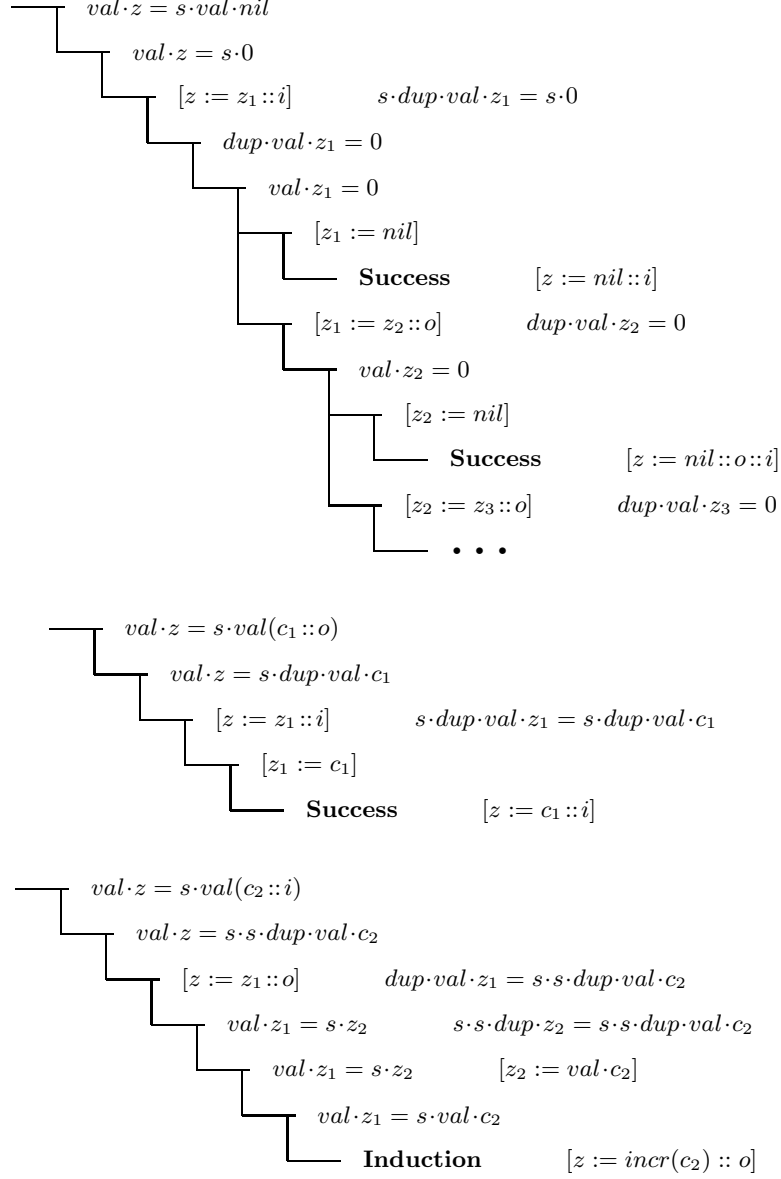 val·z = s·val·nil
val·z = s·0
[z := z₁::i] s·dup·val·z₁ = s·0
dup·val·z₁ = 0
val·z₁ = 0
[z₁ := nil]
Success [z := nil::i]
[z₁ := z₂::o] dup·val·z₂ = 0
val·z₂ = 0
[z₂ := nil]
Success [z := nil::o::i]
[z₂ := z₃::o] dup·val·z₃ = 0
• • •
val·z = s·val(c₁::o)
val·z = s·dup·val·c₁
[z := z₁::i] s·dup·val·z₁ = s·dup·val·c₁
[z₁ := c₁]
Success [z := c₁::i]
val·z = s·val(c₂::i)
val·z = s·s·dup·val·c₂
[z := z₁::o] dup·val·z₁ = s·s·dup·val·c₂
val·z₁ = s·z₂ s·s·dup·z₂ = s·s·dup·val·c₂
val·z₁ = s·z₂ [z₂ := val·c₂]
val·z₁ = s·val·c₂
Induction [z := incr(c₂) :: o]